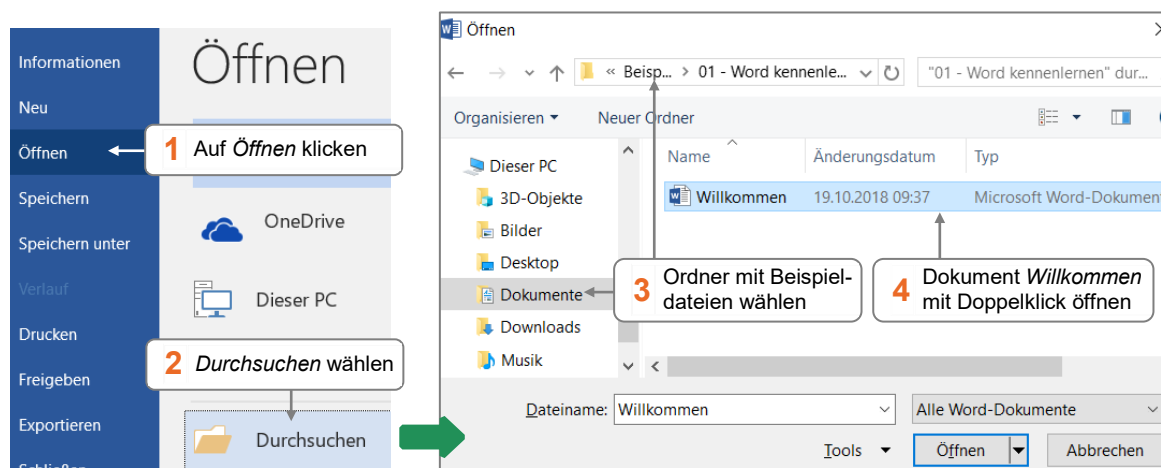 Informationen
Neu
Öffnen
Speichern
Speichern unter
Verlauf
Drucken
Freigeben
Exportieren
Schließen
Öffnen
1 Auf Öffnen klicken
OneDrive
Dieser PC
2 Durchsuchen wählen
Durchsuchen
Öffnen
« Beisp... > 01 - Word kennenle...
"01 - Word kennenlernen" dur...
Organisieren Neuer Ordner
Name Änderungsdatum Typ
Willkommen 19.10.2018 09:37 Microsoft Word-Dokument
Dieser PC
3D-Objekte
Bilder
Desktop
Dokumente
Downloads
Musik
3 Ordner mit Beispiel-
dateien wählen
4 Dokument Willkommen
mit Doppelklick öffnen
Dateiname: Willkommen Alle Word-Dokumente
Tools Öffnen Abbrechen